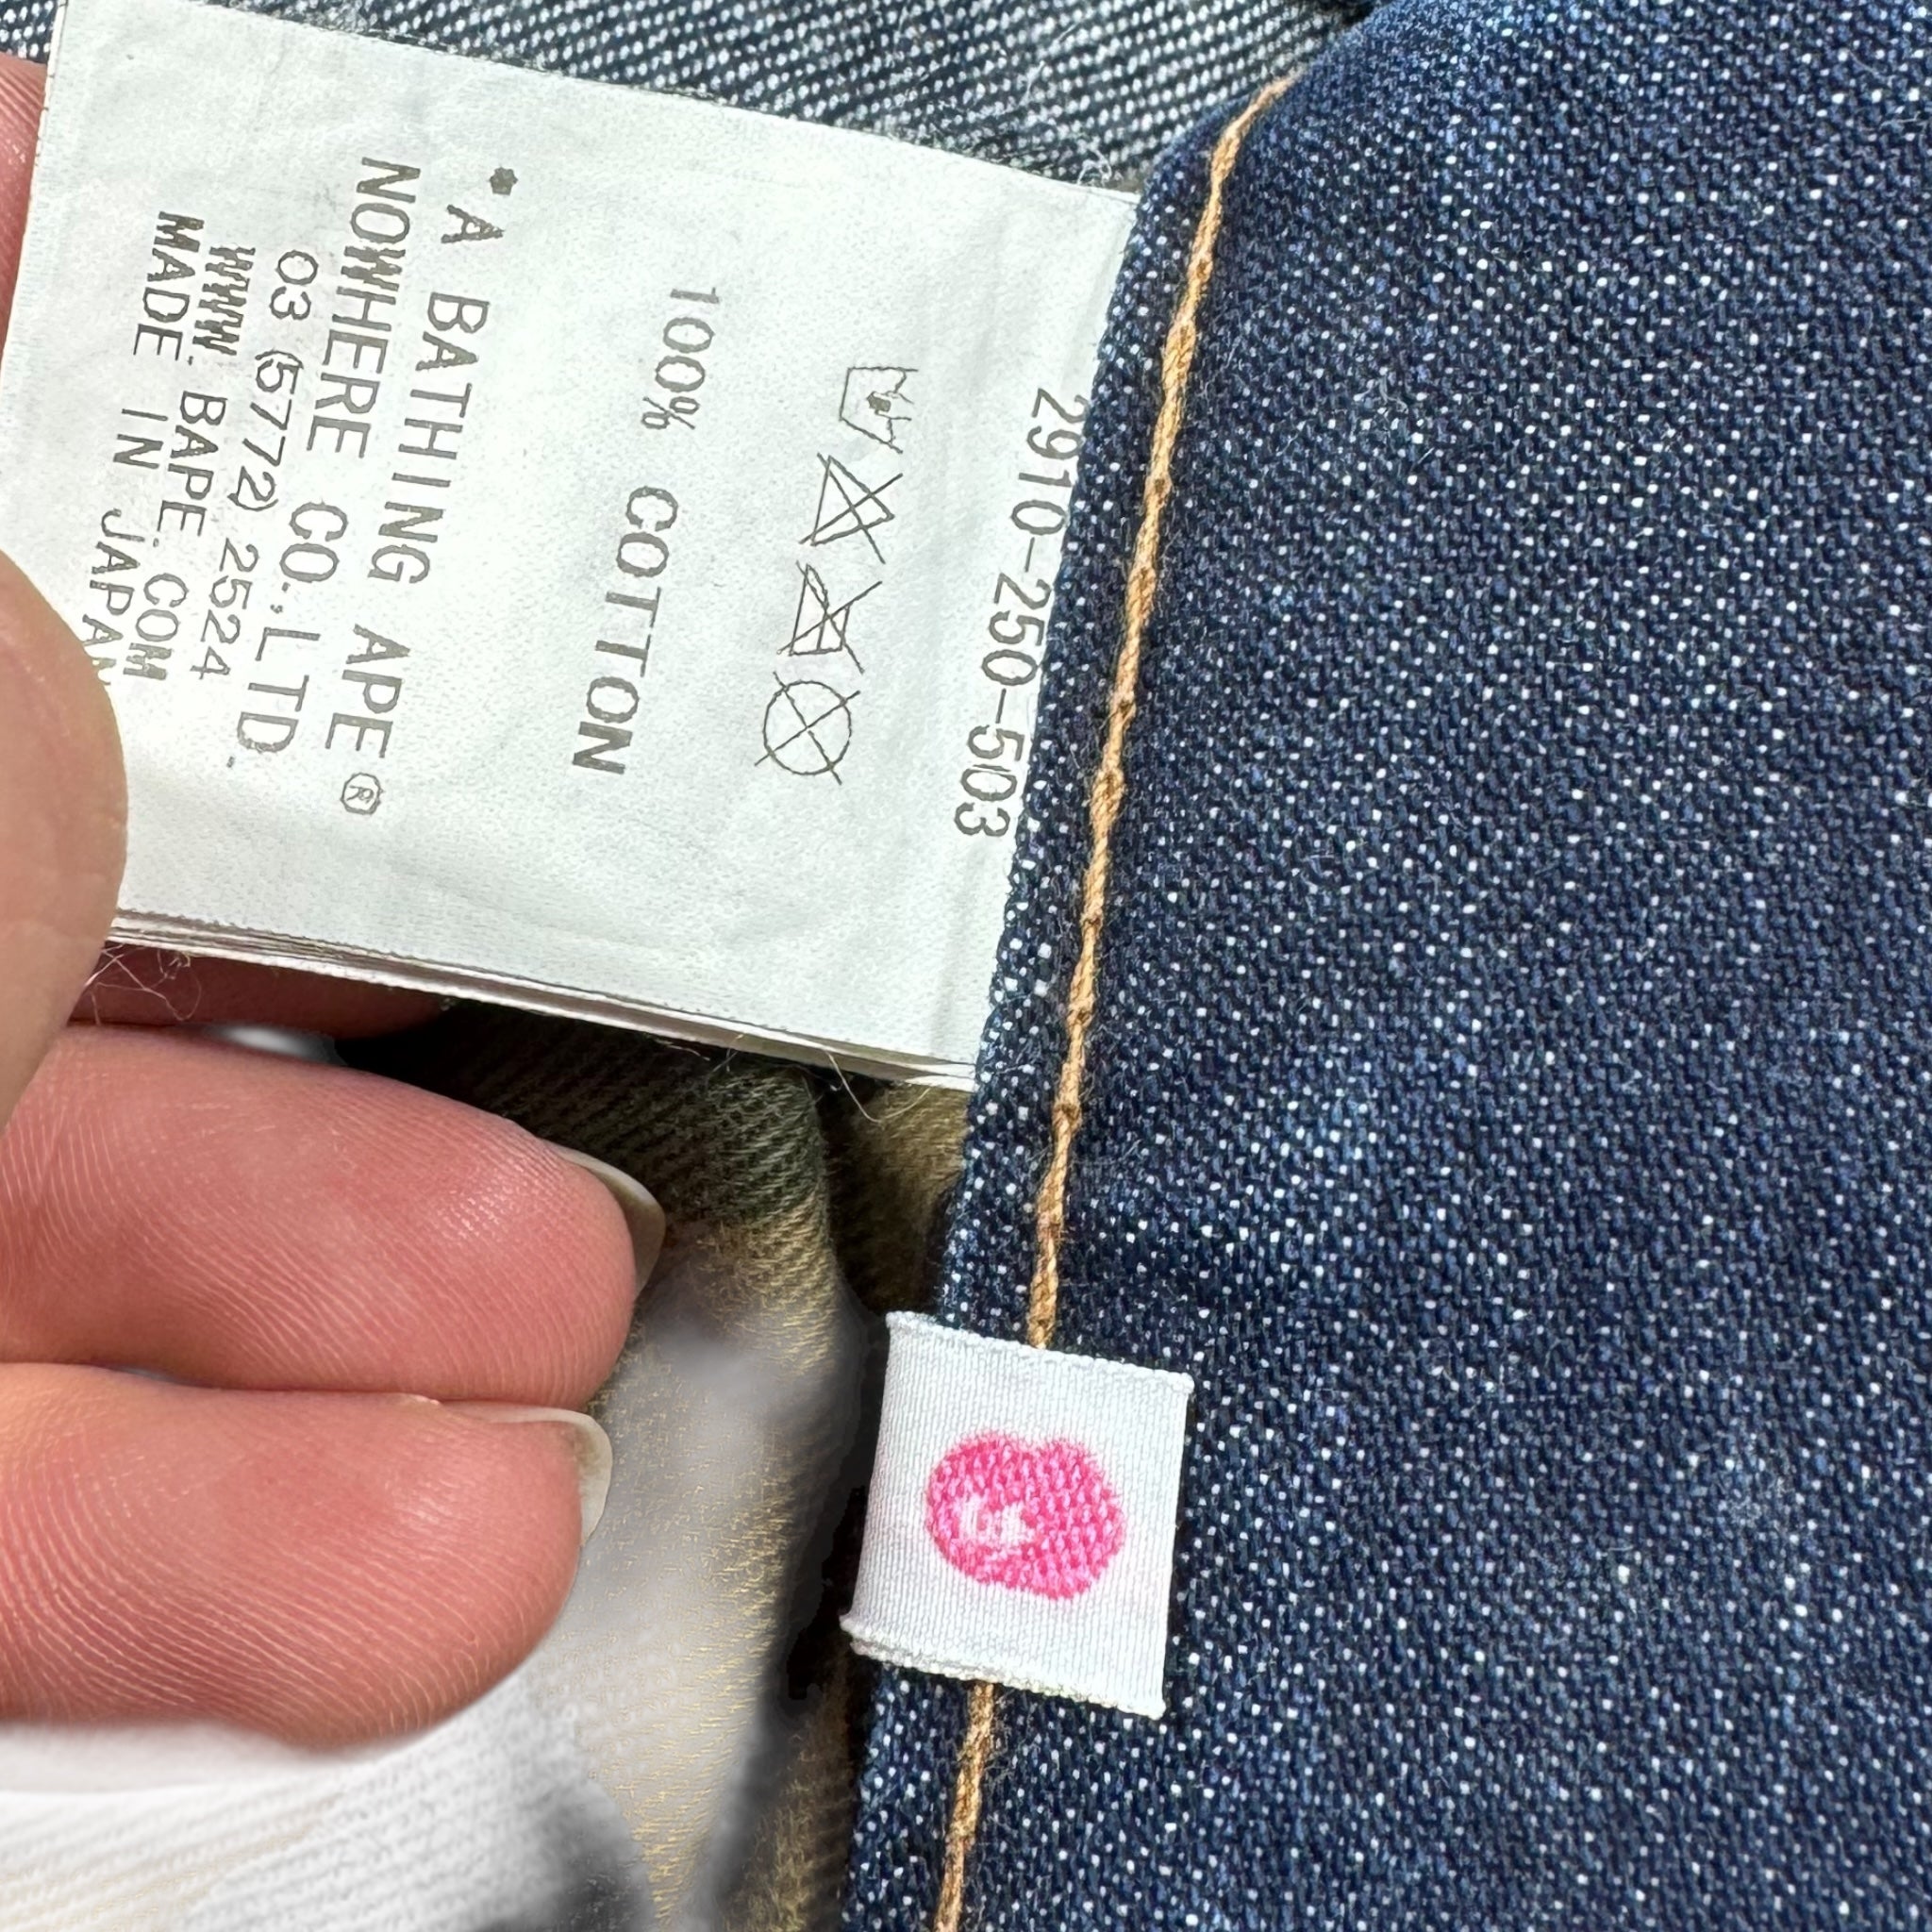 2910-250-503
100% COTTON
*A BATHING APE®
NOWHERE CO.,LTD.
03 (5772) 2524
WWW. BAPE. COM
MADE IN JAPAN